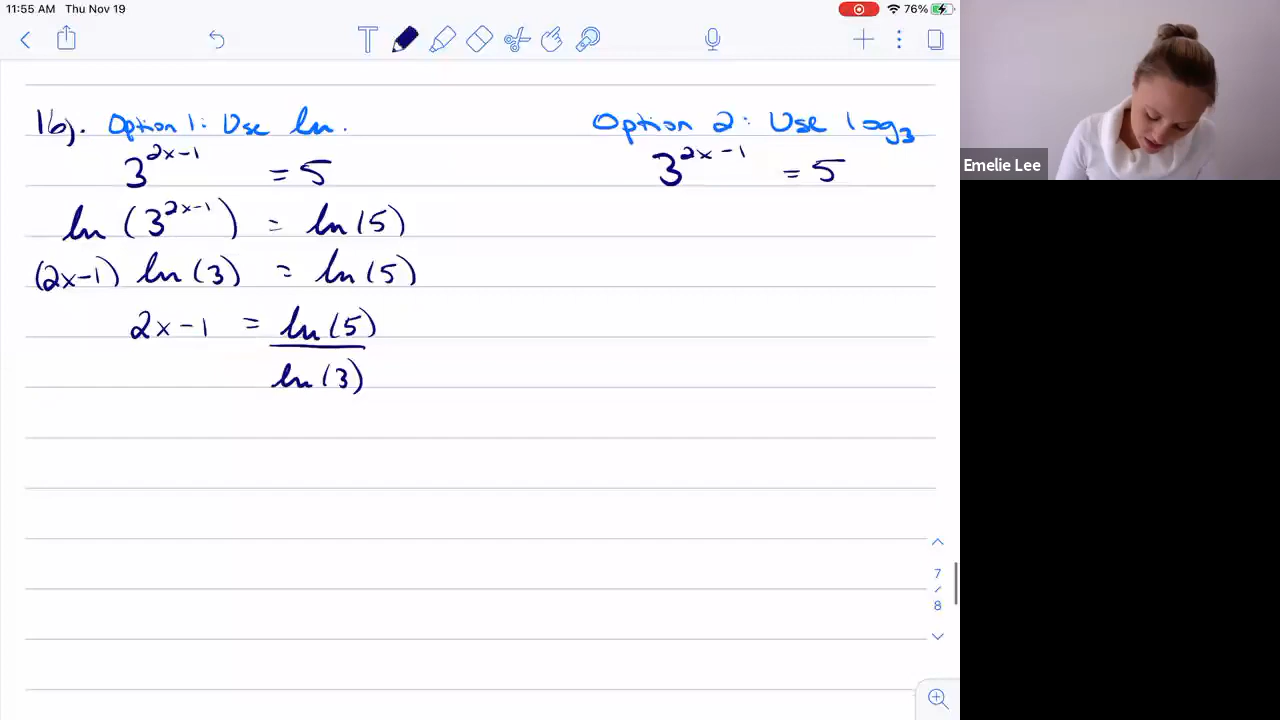 11:55 AM Thu Nov 19
76%
T
16). Option 1: Use ln.
3^{2x-1} = 5
ln (3^{2x-1}) = ln (5)
(2x-1) ln (3) = ln (5)
2x-1 = ln (5)
ln (3)
Option 2: Use log₃
3^{2x-1} = 5
7
/
8
Emelie Lee